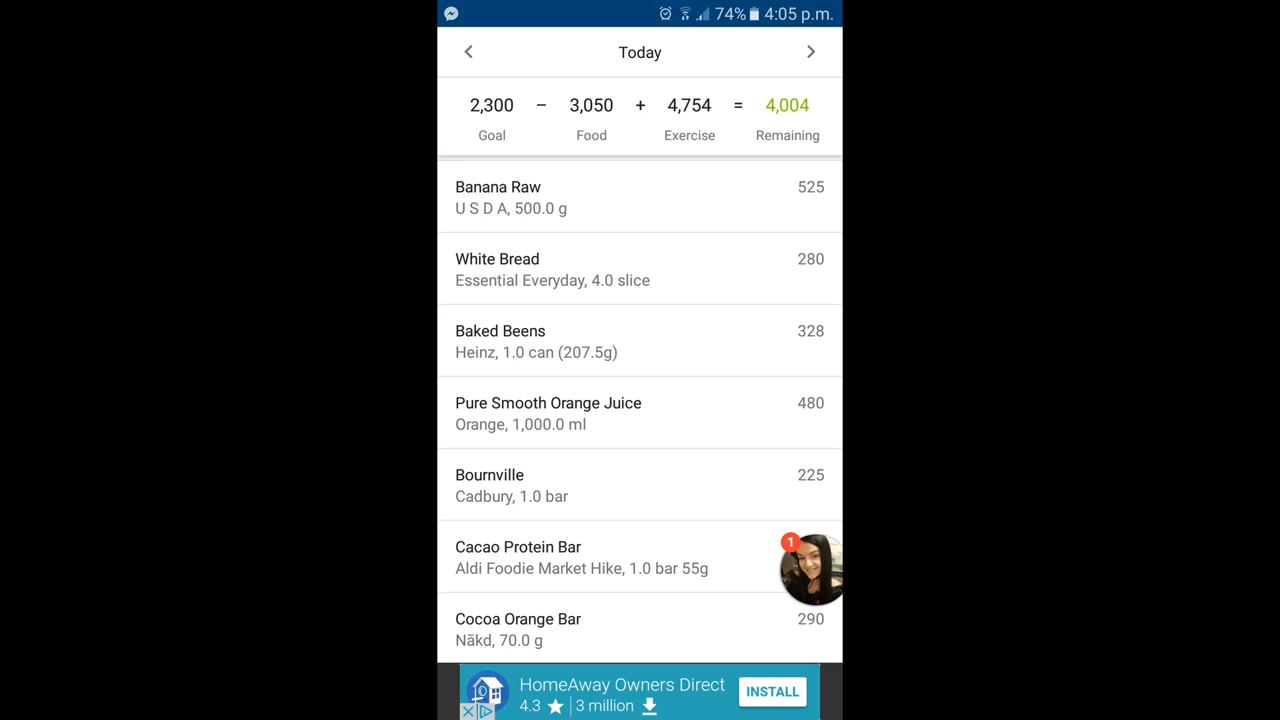 74% 4:05 p.m.
Today
2,300 – 3,050 + 4,754 = 4,004
Goal Food Exercise Remaining
Banana Raw 525
U S D A, 500.0 g
White Bread 280
Essential Everyday, 4.0 slice
Baked Beens 328
Heinz, 1.0 can (207.5g)
Pure Smooth Orange Juice 480
Orange, 1,000.0 ml
Bournville 225
Cadbury, 1.0 bar
Cacao Protein Bar
1
Aldi Foodie Market Hike, 1.0 bar 55g
Cocoa Orange Bar 290
Nākd, 70.0 g
HomeAway Owners Direct
4.3 3 million
INSTALL